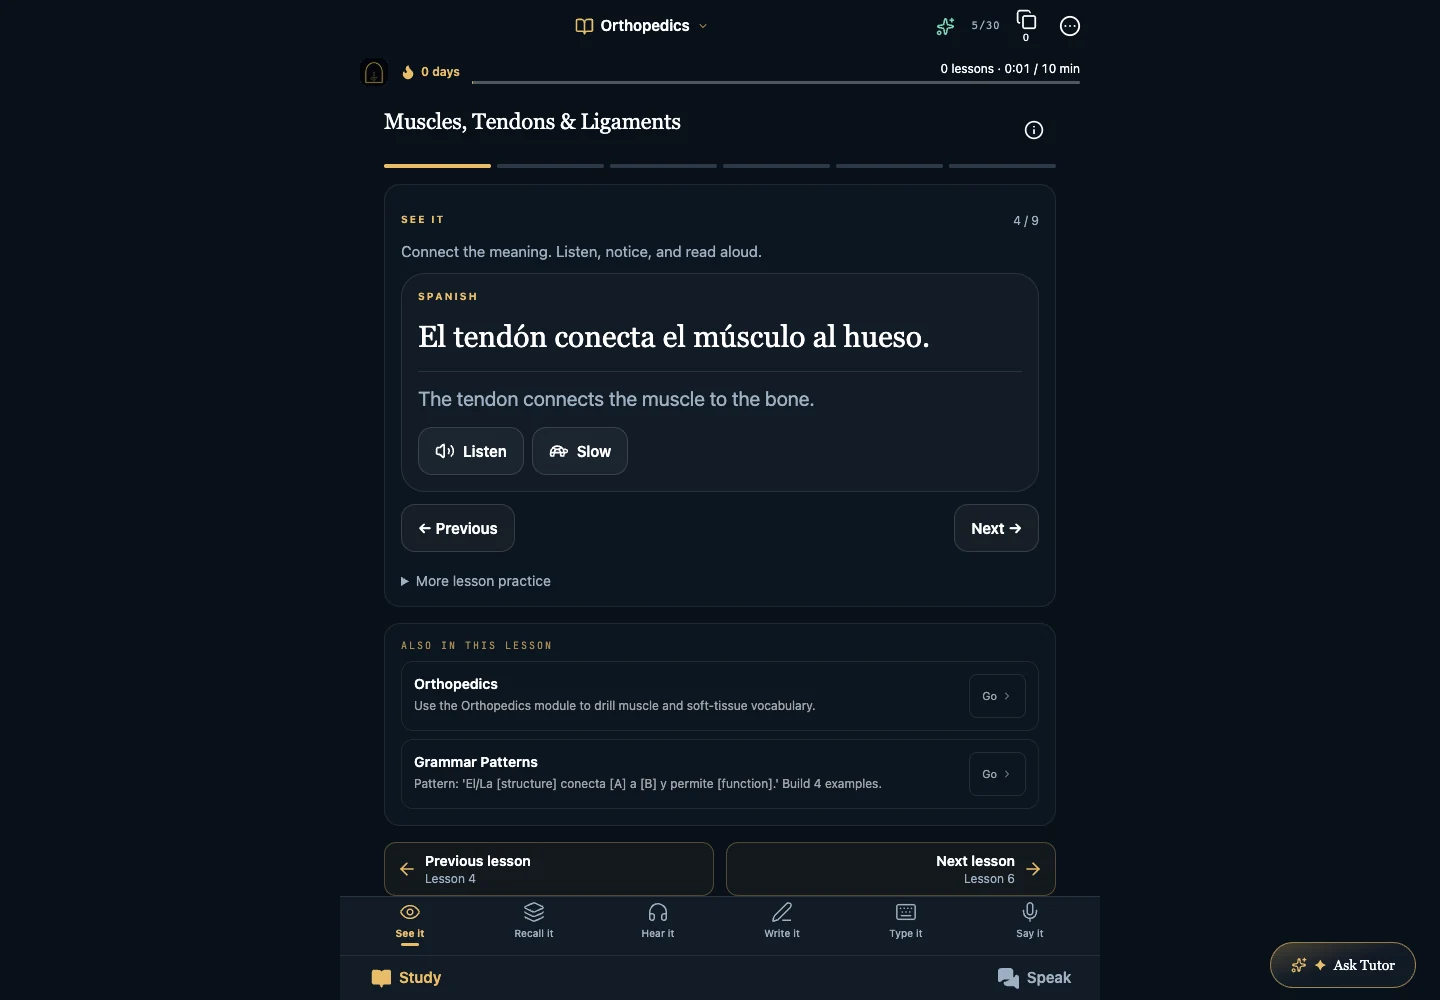 Orthopedics
5/30
0
0 days
0 lessons · 0:01 / 10 min
Muscles, Tendons & Ligaments
SEE IT
4 / 9
Connect the meaning. Listen, notice, and read aloud.
SPANISH
El tendón conecta el músculo al hueso.
The tendon connects the muscle to the bone.
Listen
Slow
← Previous
Next →
More lesson practice
ALSO IN THIS LESSON
Orthopedics
Use the Orthopedics module to drill muscle and soft-tissue vocabulary.
Go
Grammar Patterns
Pattern: 'El/La [structure] conecta [A] a [B] y permite [function].' Build 4 examples.
Go
Previous lesson
Lesson 4
Next lesson
Lesson 6
See it
Recall it
Hear it
Write it
Type it
Say it
Study
Speak
Ask Tutor